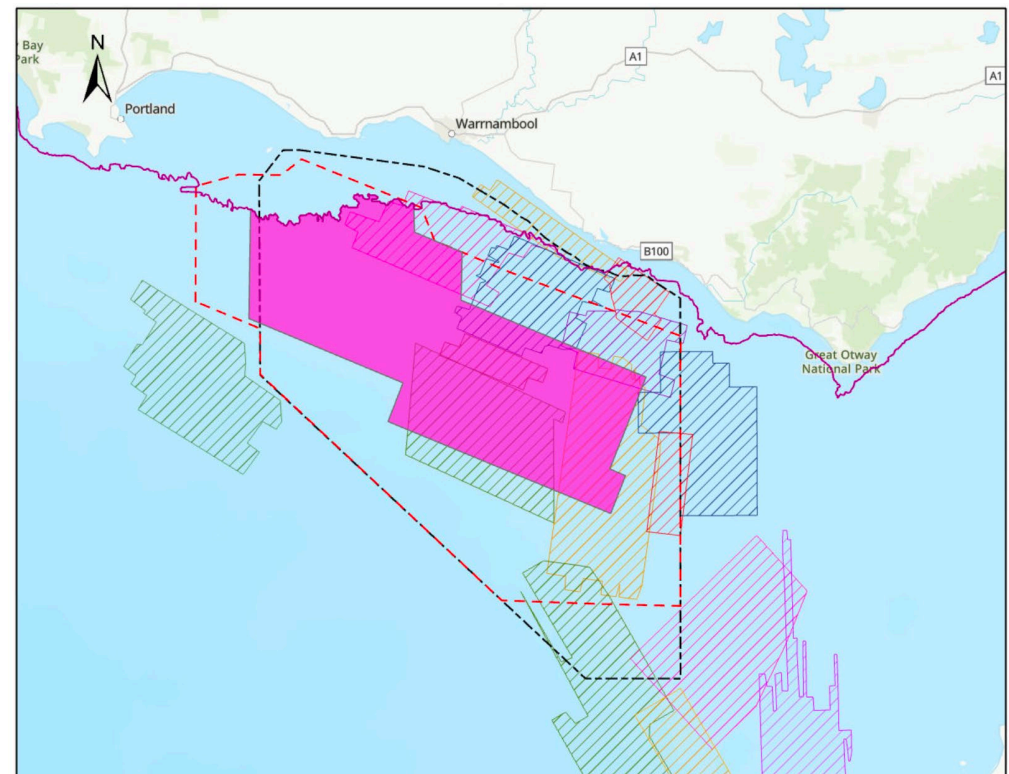 Bay
Park
N
A1
A1
Portland
Warrnambool
B100
Great Otway
National Park